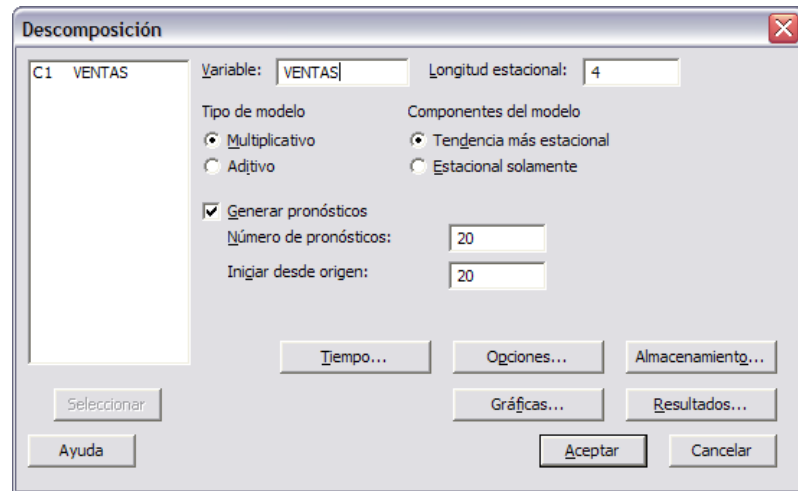 Descomposición
C1 VENTAS
Variable: VENTAS Longitud estacional: 4
Tipo de modelo Componentes del modelo
Multiplicativo Tendencia más estacional
Aditivo Estacional solamente
Generar pronósticos
Número de pronósticos: 20
Iniciar desde origen: 20
Tiempo... Opciones... Almacenamiento...
Seleccionar Gráficas... Resultados...
Ayuda Aceptar Cancelar